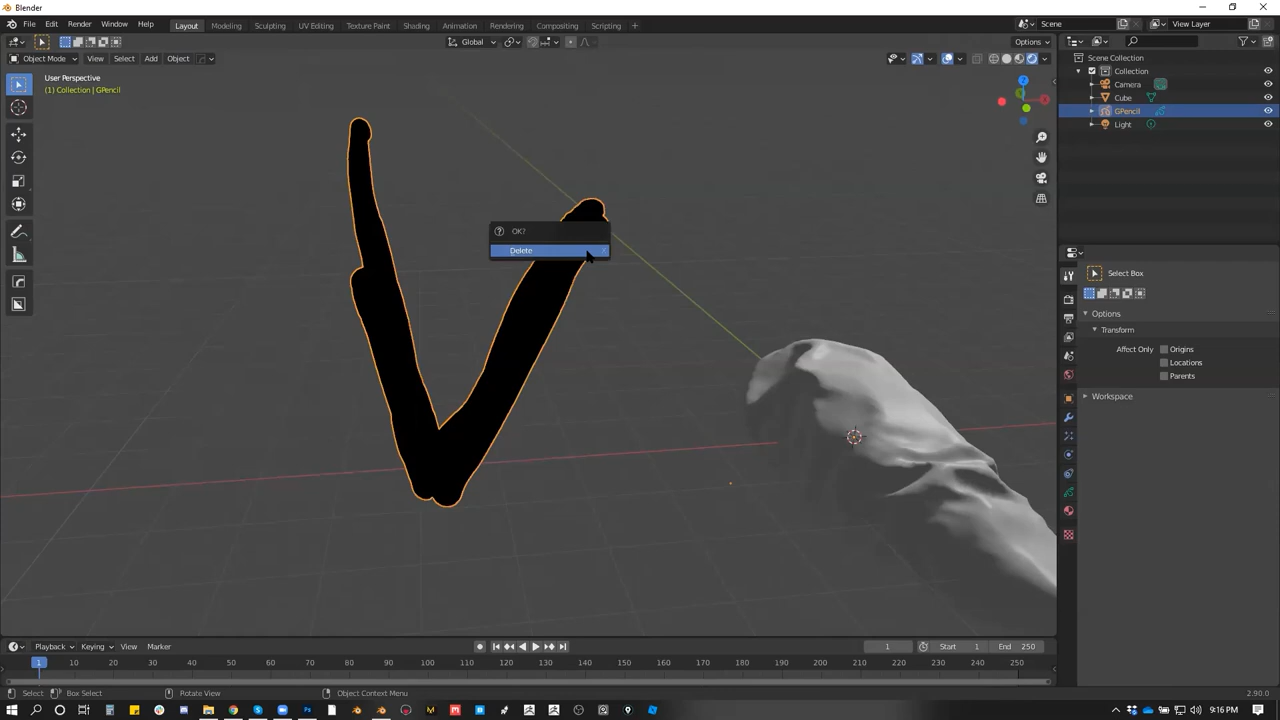 Blender
File Edit Render Window Help
Layout Modeling Sculpting UV Editing Texture Paint Shading Animation Rendering Compositing Scripting +
Scene
View Layer
Global
Options
Object Mode View Select Add Object
User Perspective
(1) Collection | GPencil
Scene Collection
Collection
Camera
Cube
GPencil
Light
Z
X
OK?
Delete
Select Box
Options
Transform
Affect Only Origins
Locations
Parents
Workspace
Playback Keying View Marker
1 Start 1 End 250
1 10 20 30 40 50 60 70 80 90 100 110 120 130 140 150 160 170 180 190 200 210 220 230 240 250
Select Box Select Rotate View Object Context Menu 2.90.0
9:16 PM